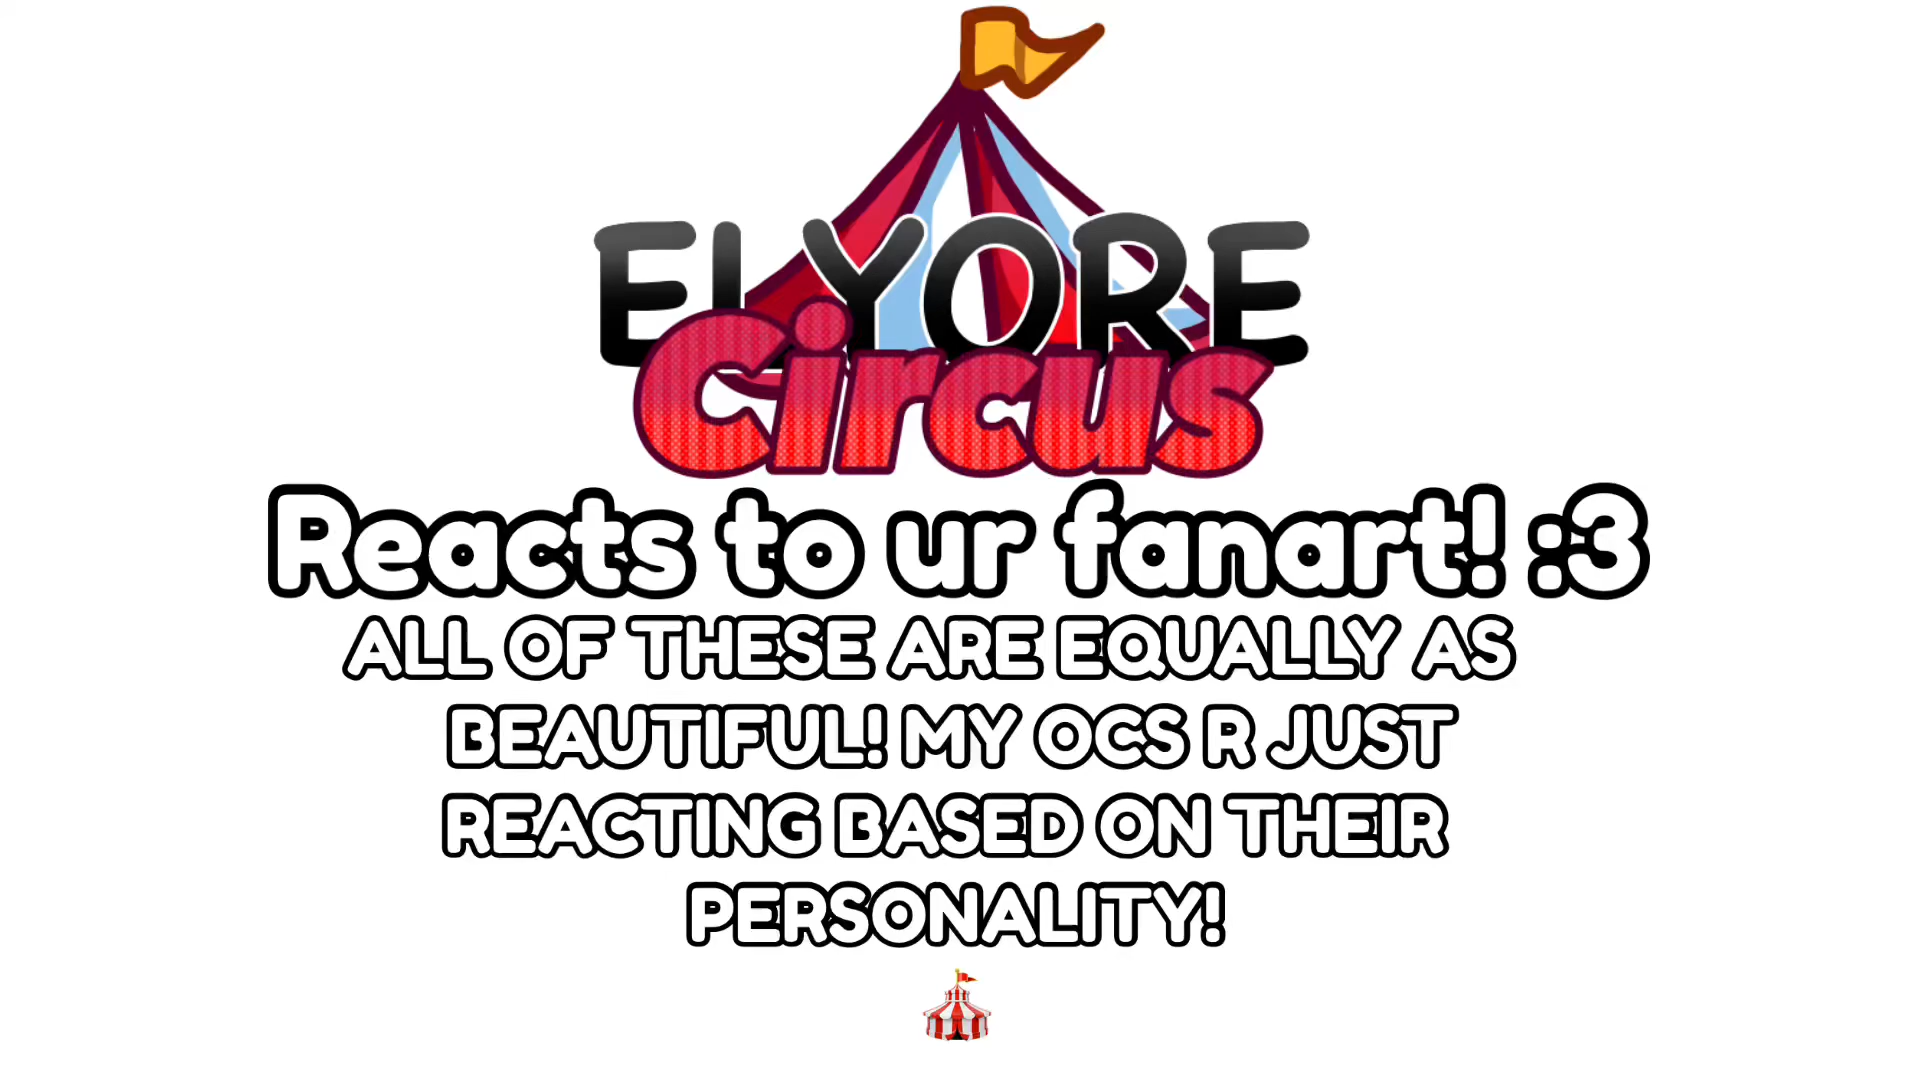 ELYORE
Circus
Reacts to ur fanart! :3
ALL OF THESE ARE EQUALLY AS
BEAUTIFUL! MY OCS R JUST
REACTING BASED ON THEIR
PERSONALITY!